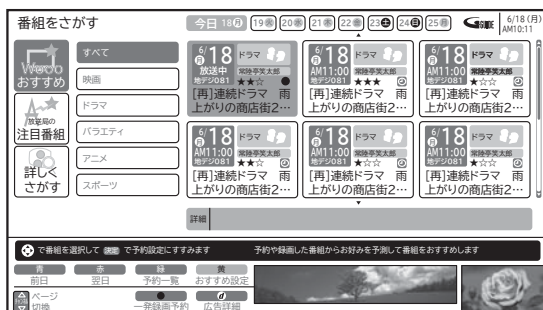 番組をさがす
今日 18月 19火 20水 21木 22金 23土 24日 25月
GGUIDE
6/18(月)
AM10:11
Wooo
おすすめ
放送局の
注目番組
詳しく
さがす
すべて
映画
ドラマ
バラエティ
アニメ
スポーツ
6/18 月 ドラマ
放送中 常陸亭笑太郎
地デジ081 ★★☆
[再]連続ドラマ 雨
上がりの商店街2…
6/18 月 ドラマ
AM11:00 常陸亭笑太郎
地デジ081 ★★★
[再]連続ドラマ 雨
上がりの商店街2…
6/18 月 ドラマ
AM11:00 常陸亭笑太郎
地デジ081 ★☆☆
[再]連続ドラマ 雨
上がりの商店街2…
6/18 月 ドラマ
AM11:00 常陸亭笑太郎
地デジ081 ★☆☆
[再]連続ドラマ 雨
上がりの商店街2…
6/18 月 ドラマ
AM11:00 常陸亭笑太郎
地デジ081 ★☆☆
[再]連続ドラマ 雨
上がりの商店街2…
6/18 月 ドラマ
AM11:00 常陸亭笑太郎
地デジ081 ★☆☆
[再]連続ドラマ 雨
上がりの商店街2…
詳細
で番組を選択して 決定 で予約設定にすすみます 予約や録画した番組からお好みを予測して番組をおすすめします
青 赤 緑 黄
前日 翌日 予約一覧 おすすめ設定
ページ
切換
● d
一発録画予約 広告詳細